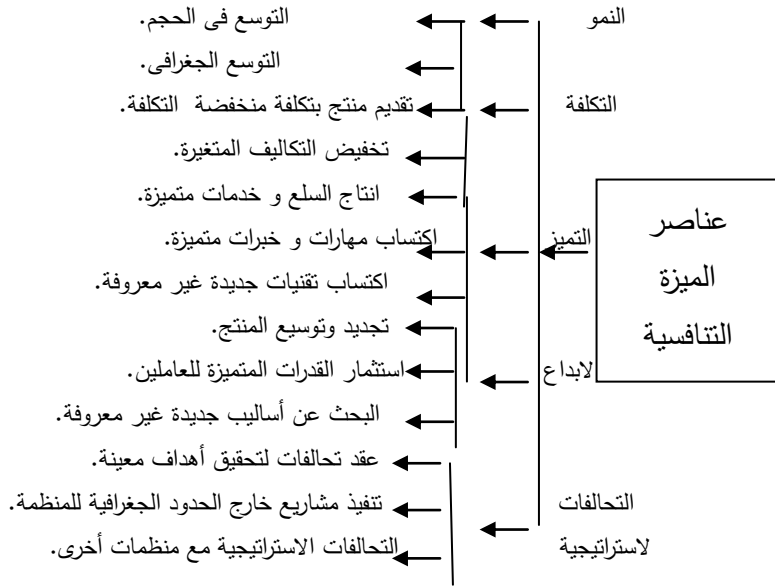 النمو
التوسع فى الحجم.
التوسع الجغرافى.
التكلفة
تقديم منتج بتكلفة منخفضة التكلفة.
تخفيض التكاليف المتغيرة.
انتاج السلع و خدمات متميزة.
عناصر
الميزة
التنافسية
التميز
اكتساب مهارات و خبرات متميزة.
اكتساب تقنيات جديدة غير معروفة.
تجديد وتوسيع المنتج.
لابداع
استثمار القدرات المتميزة للعاملين.
البحث عن أساليب جديدة غير معروفة.
عقد تحالفات لتحقيق أهداف معينة.
التحالفات
تنفيذ مشاريع خارج الحدود الجغرافية للمنظمة.
لاستراتيجية
التحالفات الاستراتيجية مع منظمات أخرى.